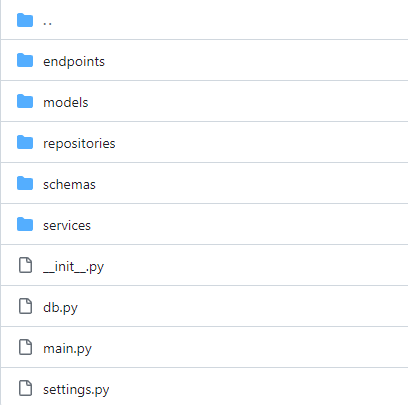 ..
endpoints
models
repositories
schemas
services
__init__.py
db.py
main.py
settings.py